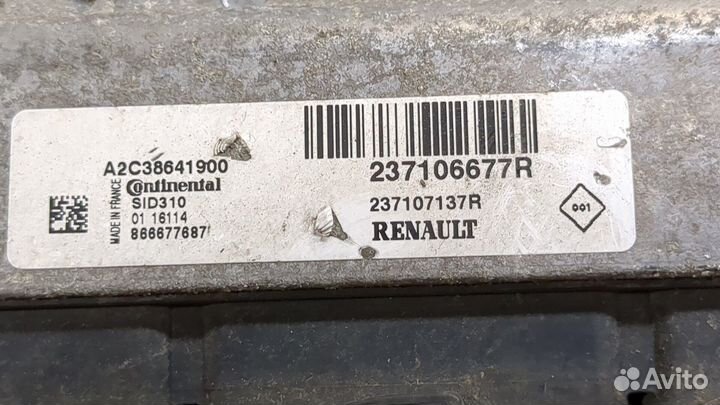 A2C38641900
Continental
SID310
01 16114
866677687
MADE IN FRANCE
237106677R
237107137R
RENAULT
001
Avito